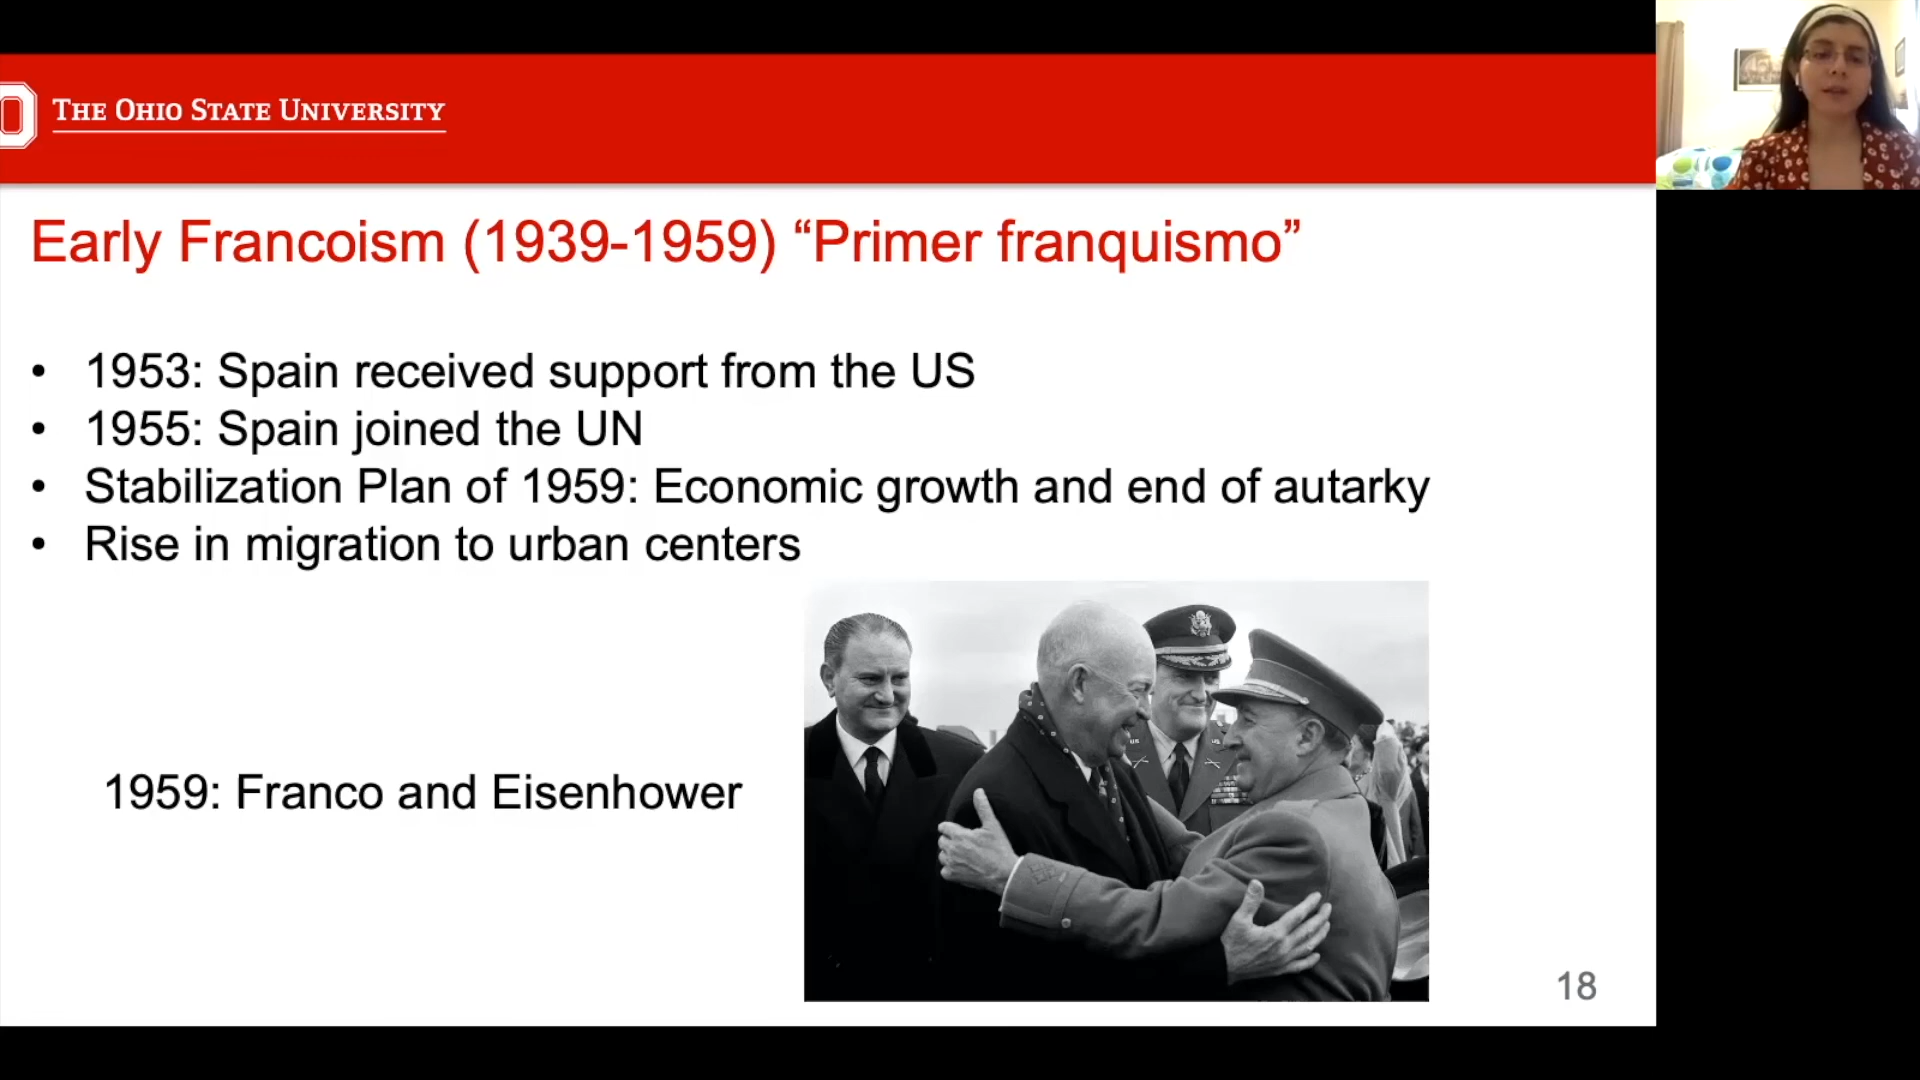 THE OHIO STATE UNIVERSITY
Early Francoism (1939-1959) “Primer franquismo”
• 1953: Spain received support from the US
• 1955: Spain joined the UN
• Stabilization Plan of 1959: Economic growth and end of autarky
• Rise in migration to urban centers
1959: Franco and Eisenhower
18